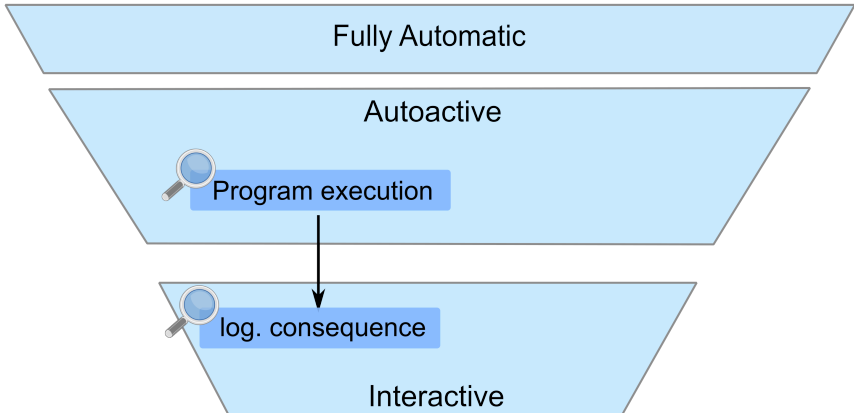 Fully Automatic
Autoactive
Program execution
log. consequence
Interactive